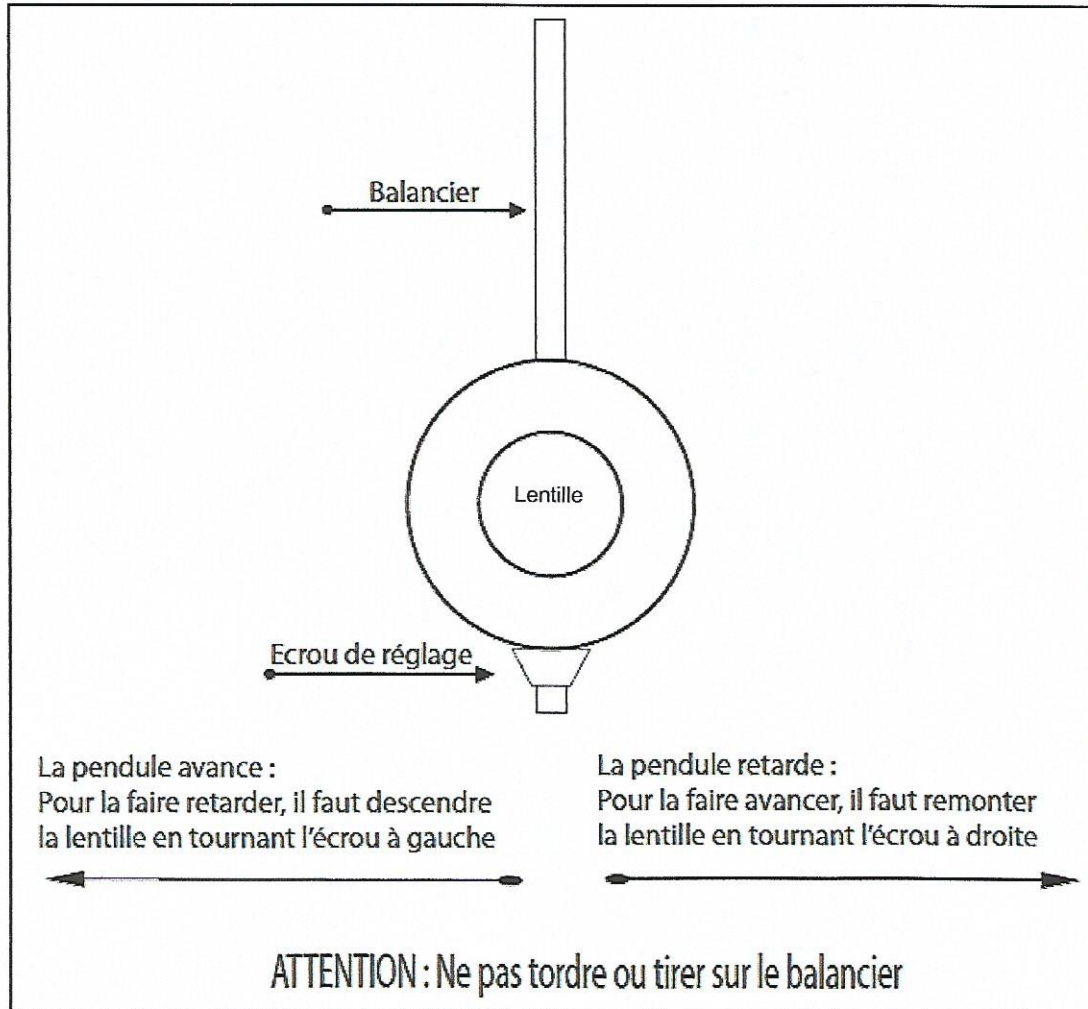 Balancier
Lentille
Ecrou de réglage
La pendule avance :
Pour la faire retarder, il faut descendre
la lentille en tournant l'écrou à gauche
La pendule retarde :
Pour la faire avancer, il faut remonter
la lentille en tournant l'écrou à droite
ATTENTION : Ne pas tordre ou tirer sur le balancier